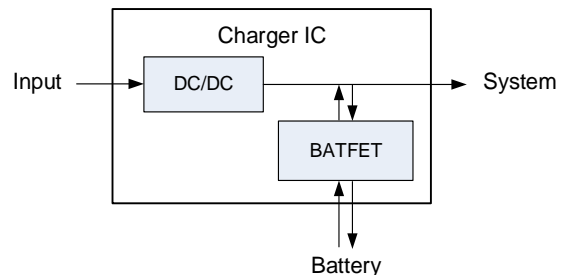 Charger IC
Input
DC/DC
System
BATFET
Battery